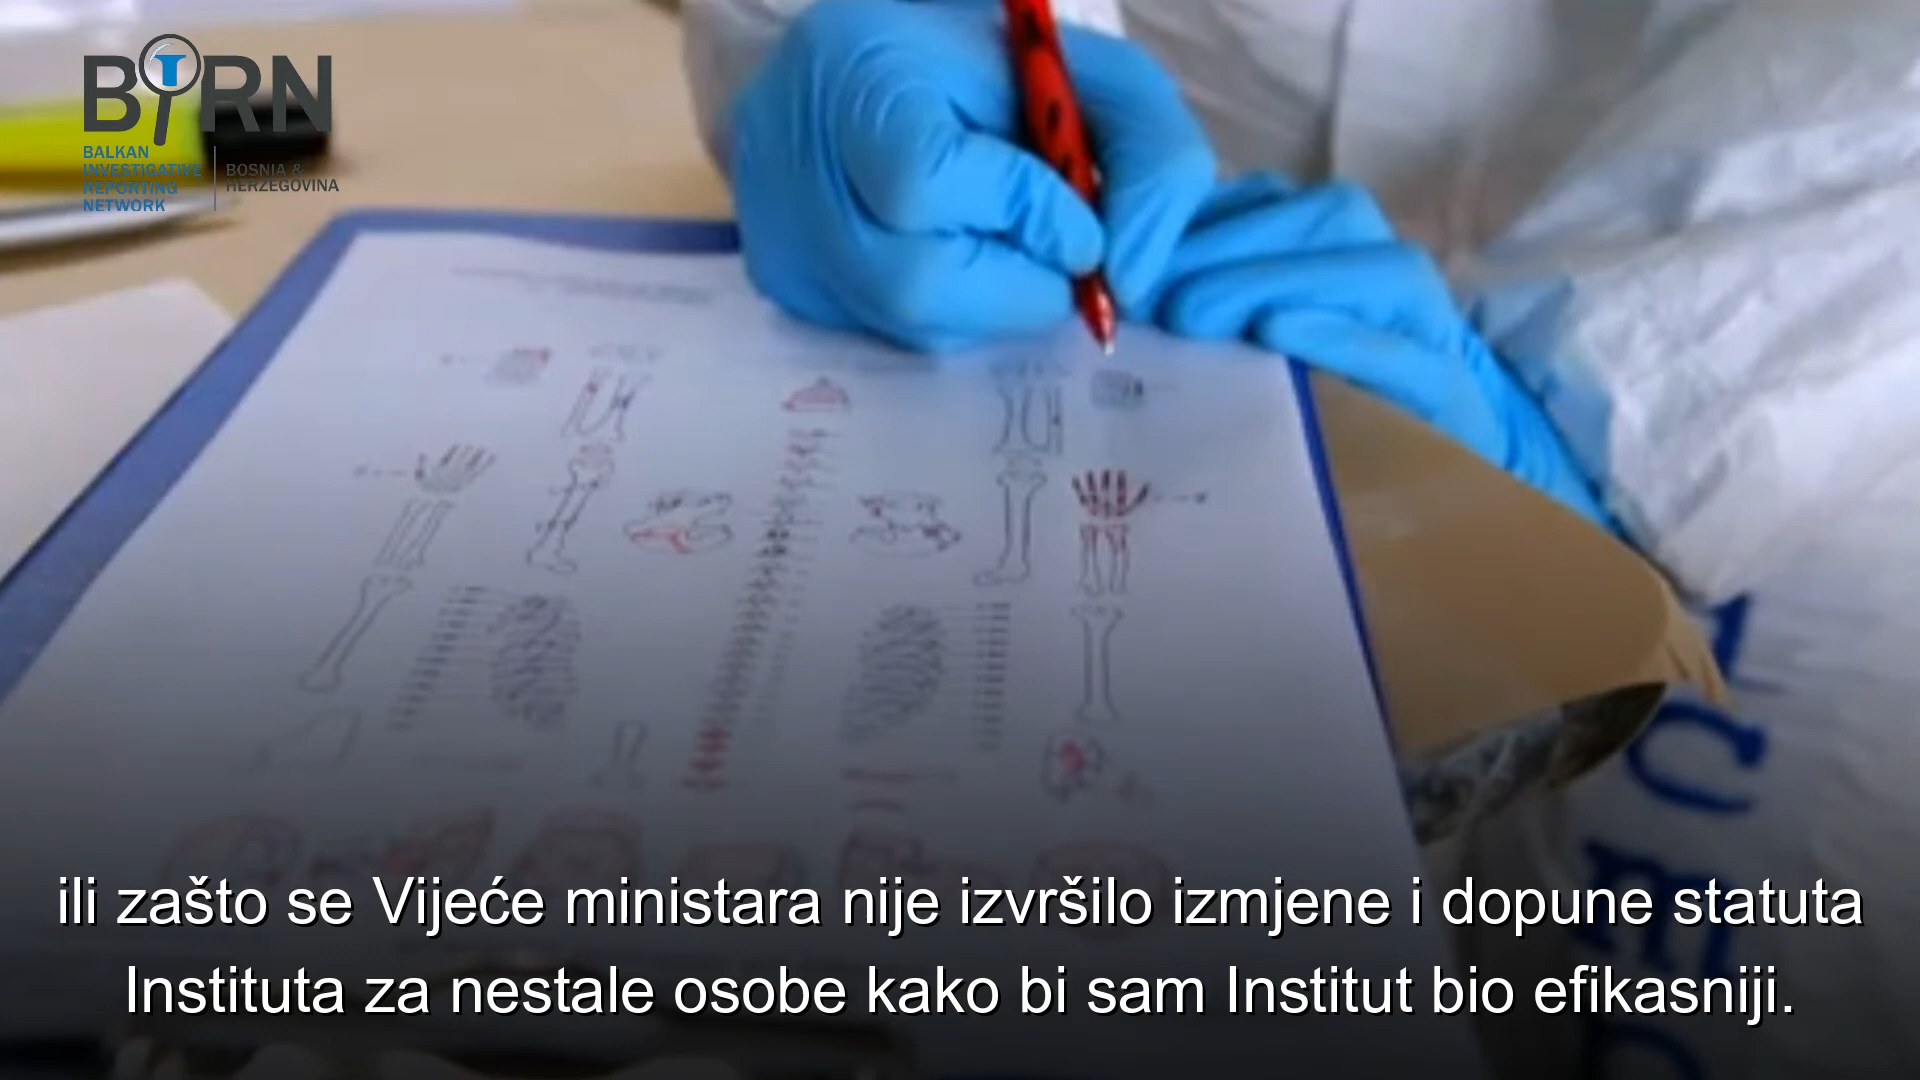 BIRN
BALKAN
INVESTIGATIVE
REPORTING
NETWORK
BOSNIA &
HERZEGOVINA
ili zašto se Vijeće ministara nije izvršilo izmjene i dopune statuta
Instituta za nestale osobe kako bi sam Institut bio efikasniji.